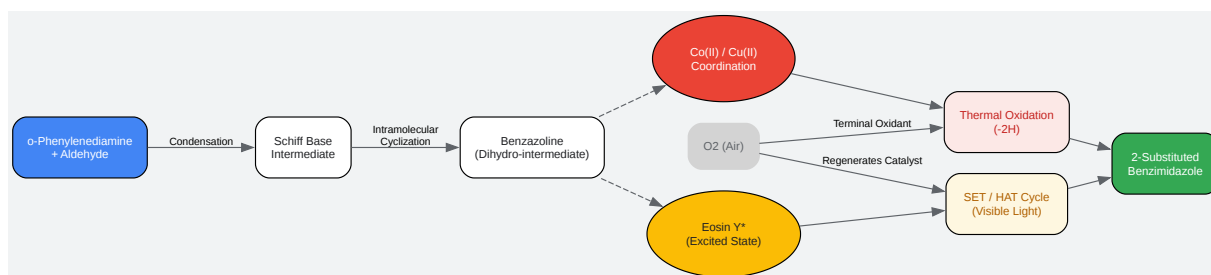 o-Phenylenediamine
+ Aldehyde
Condensation
Schiff Base
Intermediate
Intramolecular
Cyclization
Benzazoline
(Dihydro-intermediate)
Co(II) / Cu(II)
Coordination
O2 (Air)
Terminal Oxidant
Regenerates Catalyst
Eosin Y*
(Excited State)
Thermal Oxidation
(-2H)
SET / HAT Cycle
(Visible Light)
2-Substituted
Benzimidazole